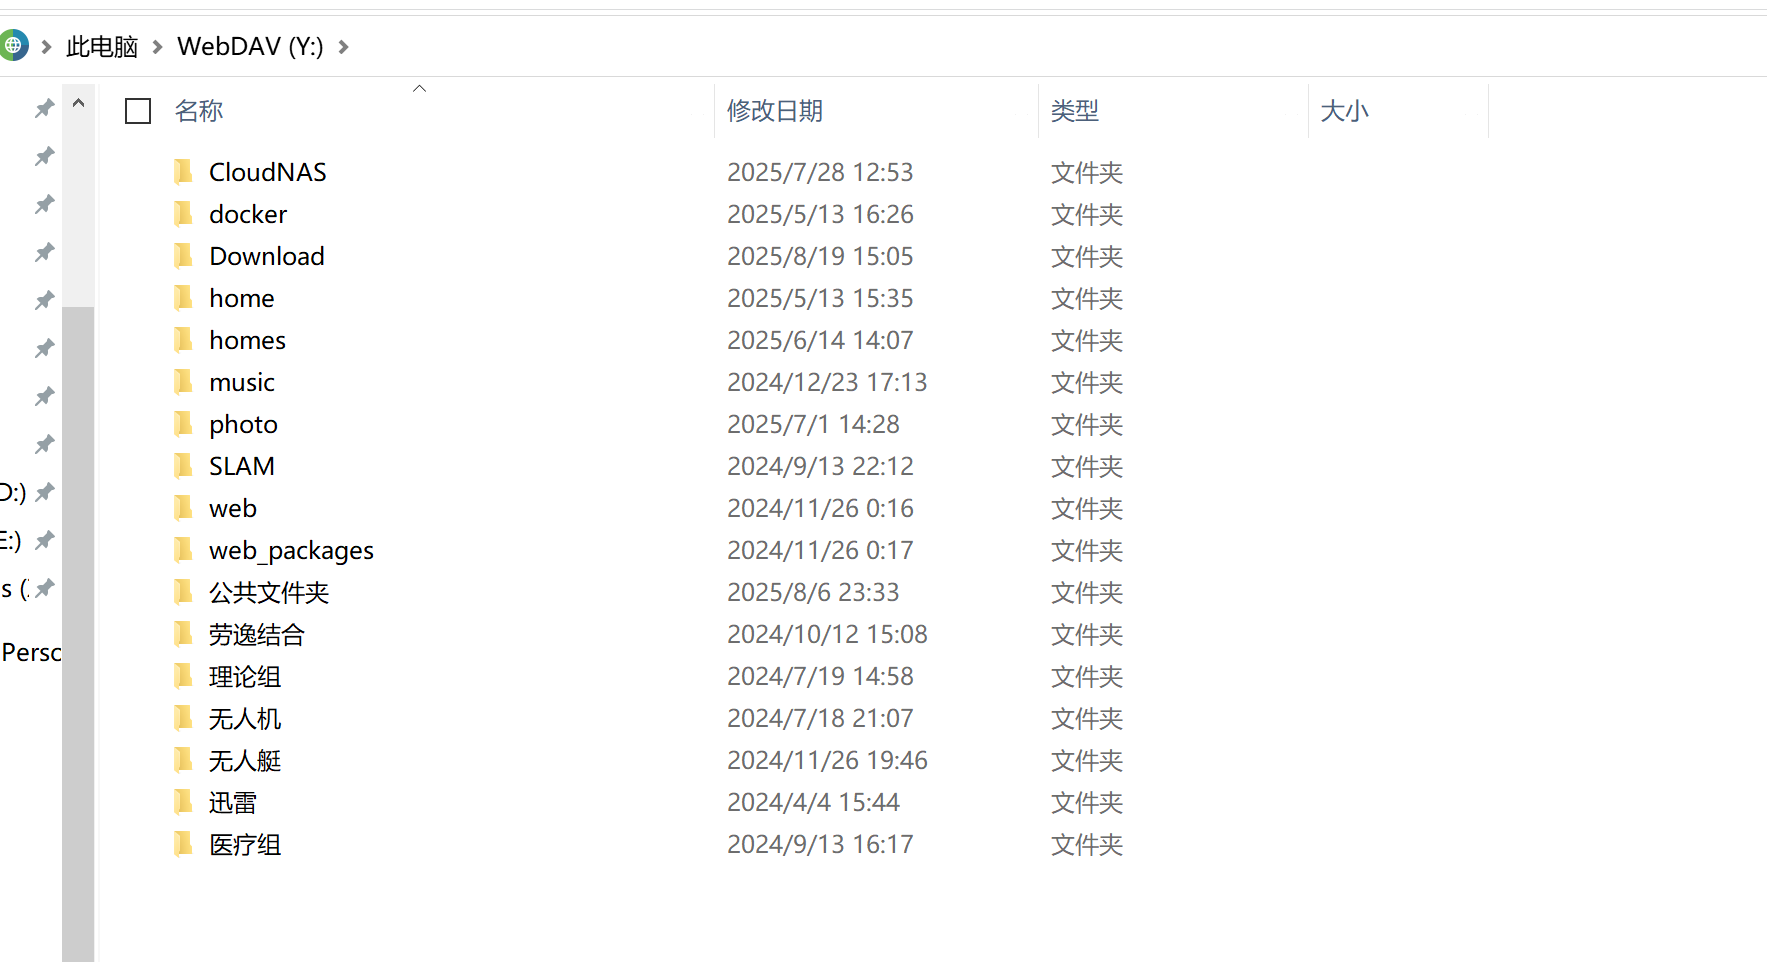 此电脑 WebDAV (Y:)
名称 修改日期 类型 大小
CloudNAS 2025/7/28 12:53 文件夹
docker 2025/5/13 16:26 文件夹
Download 2025/8/19 15:05 文件夹
home 2025/5/13 15:35 文件夹
homes 2025/6/14 14:07 文件夹
music 2024/12/23 17:13 文件夹
photo 2025/7/1 14:28 文件夹
SLAM 2024/9/13 22:12 文件夹
D:)
web 2024/11/26 0:16 文件夹
E:)
web_packages 2024/11/26 0:17 文件夹
s (
公共文件夹 2025/8/6 23:33 文件夹
劳逸结合 2024/10/12 15:08 文件夹
Perso
理论组 2024/7/19 14:58 文件夹
无人机 2024/7/18 21:07 文件夹
无人艇 2024/11/26 19:46 文件夹
迅雷 2024/4/4 15:44 文件夹
医疗组 2024/9/13 16:17 文件夹